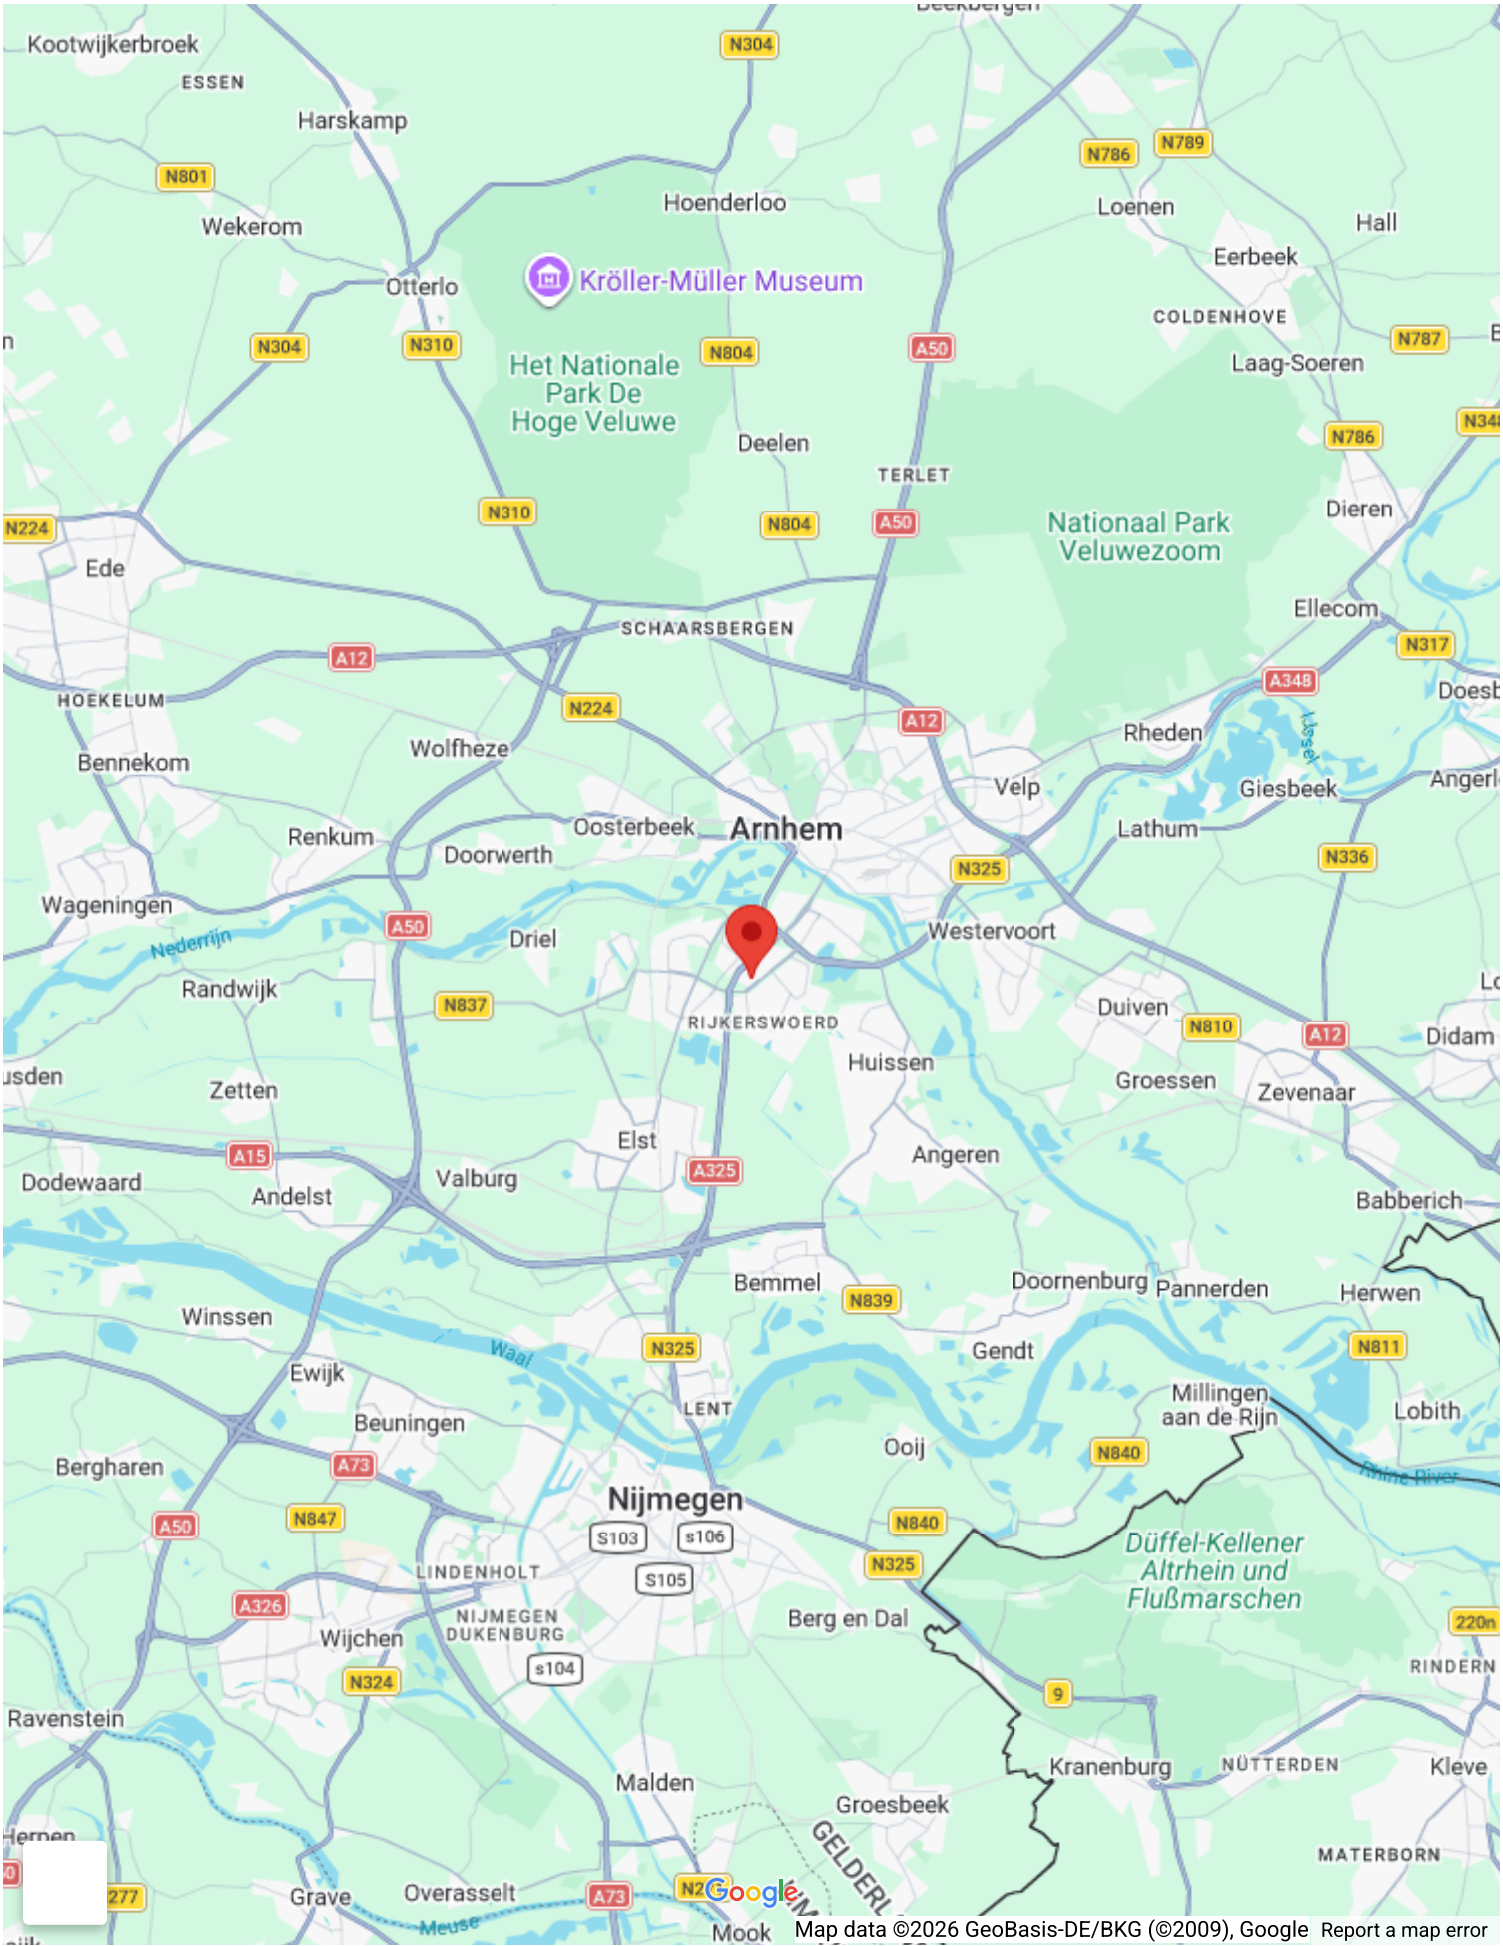 Kootwijkerbroek
N304
ESSEN
Harskamp
N786
N789
N801
Hoenderloo
Loenen
Wekerom
Hall
Eerbeek
Otterlo
Kröller-Müller Museum
COLDENHOVE
N304
N310
N804
A50
N787
Laag-Soeren
Het Nationale
Park De
Hoge Veluwe
N786
Deelen
TERLET
N310
Dieren
N224
N804
A50
Nationaal Park
Veluwezoom
Ede
Ellecom
SCHAARSBERGEN
N317
A12
A348
HOEKELUM
N224
A12
Rheden
IJssel
Wolfheze
Bennekom
Velp
Giesbeek
Oosterbeek
Arnhem
Lathum
Renkum
Doorwerth
N336
N325
Wageningen
A50
Driel
Westervoort
Nederrijn
Randwijk
N837
Duiven
RIJKERSWOERD
N810
A12
Didam
Huissen
Zetten
Groessen
Zevenaar
Elst
A15
Angeren
Dodewaard
Valburg
A325
Andelst
Babberich
Bemmel
Doornenburg
Pannerden
N839
Herwen
Winssen
Waal
N325
Gendt
N811
Ewijk
Millingen
aan de Rijn
LENT
Lobith
Beuningen
Ooij
N840
Bergharen
A73
Rhine River
Nijmegen
A50
N847
N840
S103
s106
Düffel-Kellener
Altrhein und
Flußmarschen
N325
LINDENHOLT
S105
A326
NIJMEGEN
DUKENBURG
Berg en Dal
220n
Wijchen
s104
RINDERN
N324
9
Ravenstein
Kranenburg
NÜTTERDEN
Kleve
Malden
Groesbeek
MATERBORN
Grave
Overasselt
A73
Google
277
Meuse
Mook
Map data ©2026 GeoBasis-DE/BKG (©2009), Google
Report a map error